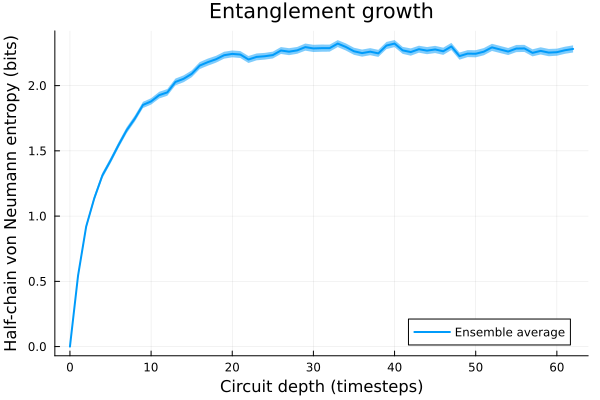 Entanglement growth
Half-chain von Neumann entropy (bits)
2.0
1.5
1.0
0.5
0.0
0 10 20 30 40 50 60
Circuit depth (timesteps)
Ensemble average